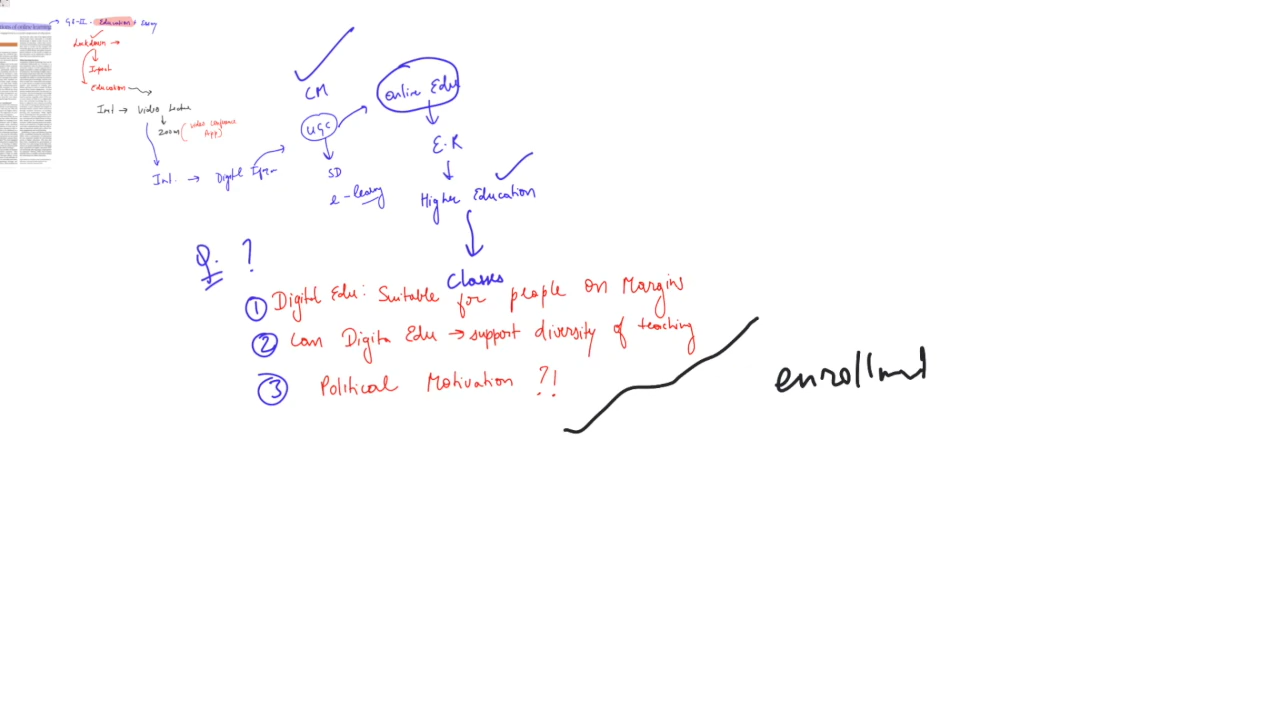 GS-II - Education + Essay
Lockdown →
Impact
Education
Int → Video Lecture
Zoom (Video Conference
App)
Int. → Digital Infra
CM
UGC
SD
e-learning
Online Edu
E.R
Higher Education
Classes
Q. ?
① Digital Edu: Suitable for people on Margins
② Can Digita Edu → support diversity of teaching
③ Political Motivation ?!
enrollment